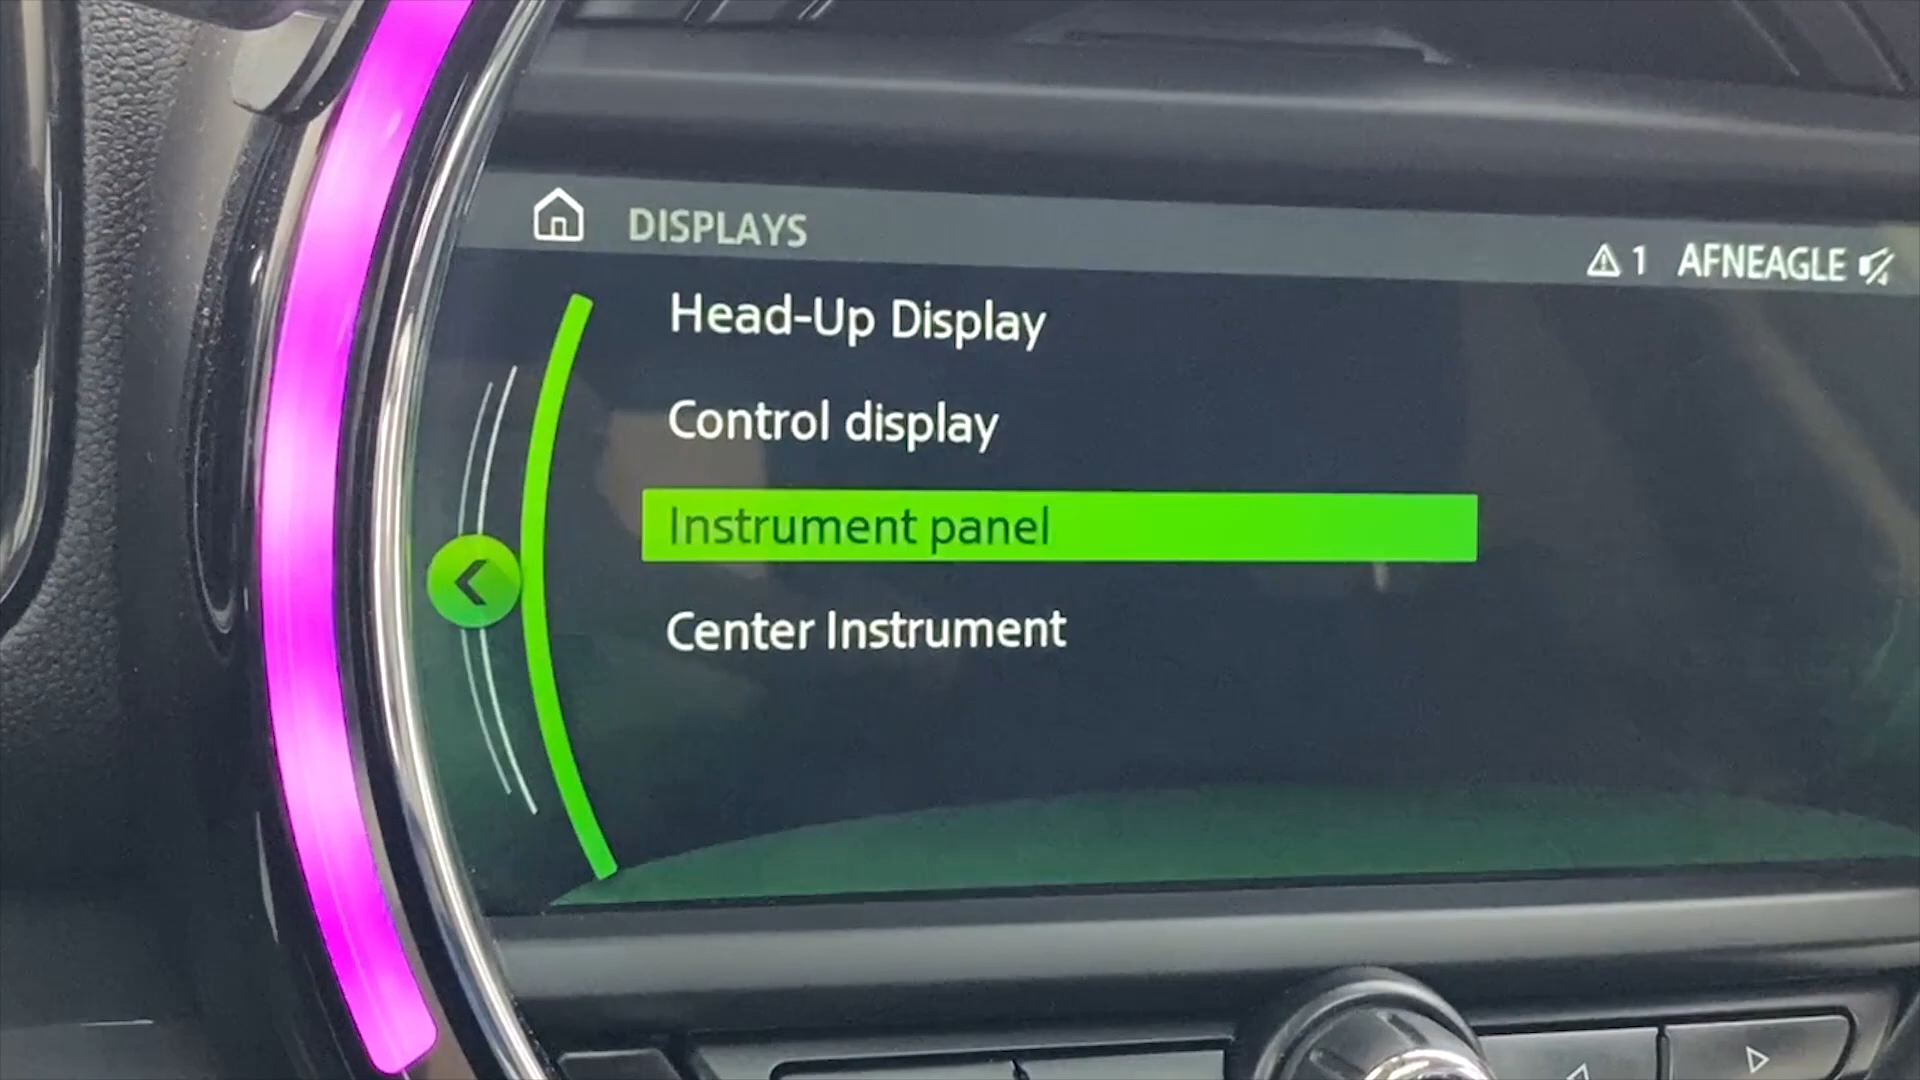 DISPLAYS
1 AFNEAGLE
Head-Up Display
Control display
Instrument panel
Center Instrument